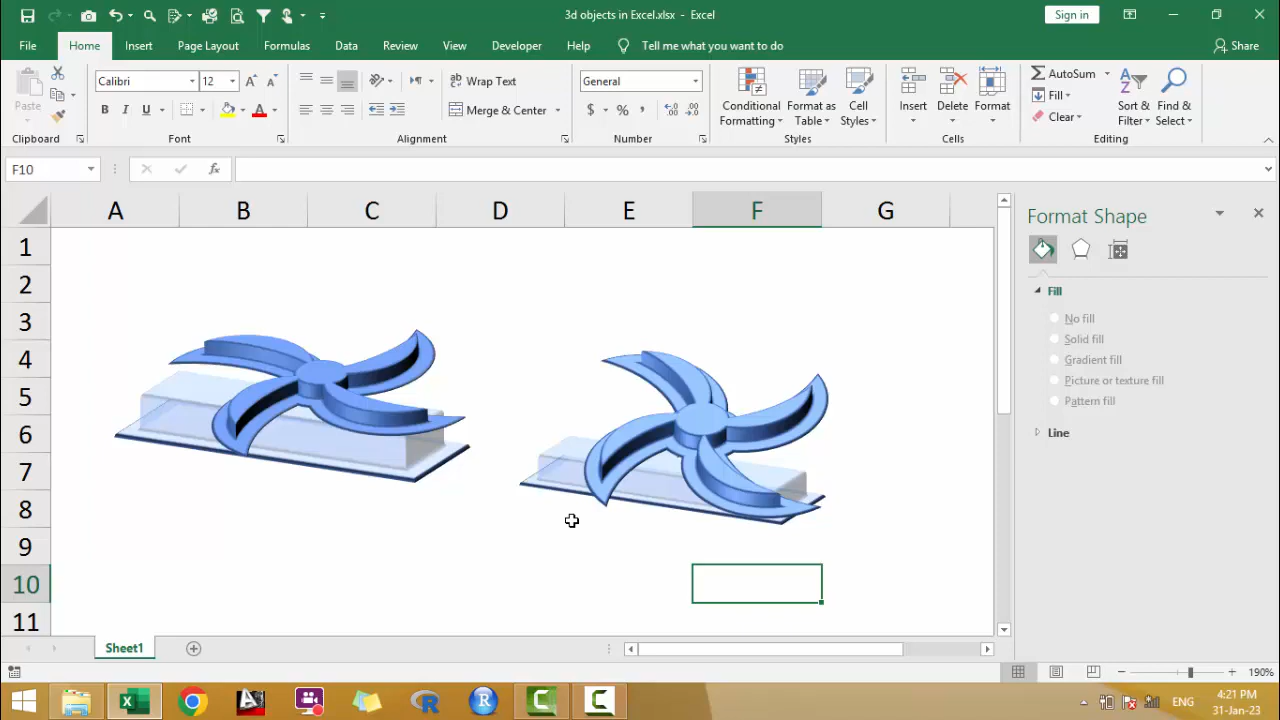 3d objects in Excel.xlsx - Excel
Sign in
File Home Insert Page Layout Formulas Data Review View Developer Help Tell me what you want to do Share
Paste
Clipboard
Calibri 12
B I U
Font
Wrap Text
Merge & Center
Alignment
General
$ % ,
Number
Conditional Formatting
Format as Table
Cell Styles
Styles
Insert Delete Format
Cells
AutoSum
Fill
Clear
Sort & Filter
Find & Select
Editing
F10
fx
A B C D E F G
1
2
3
4
5
6
7
8
9
10
11
Format Shape
Fill
No fill
Solid fill
Gradient fill
Picture or texture fill
Pattern fill
Line
Sheet1
190%
ENG
4:21 PM
31-Jan-23